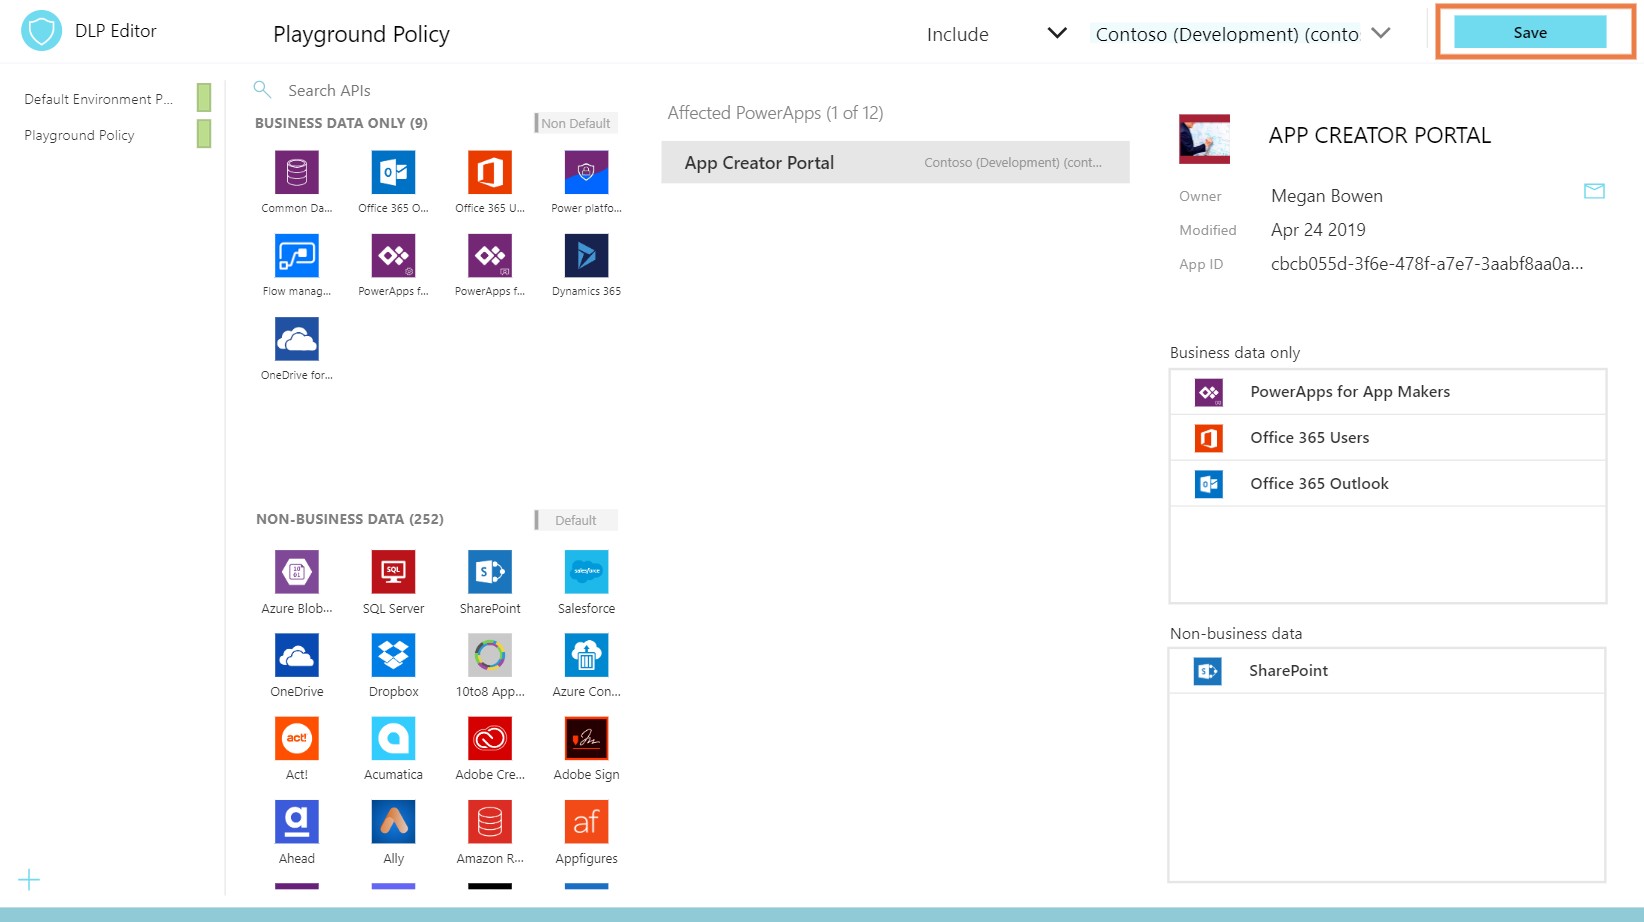 DLP Editor
Playground Policy
Include
Contoso (Development) (conto
Save
Default Environment P...
Playground Policy
Search APIs
BUSINESS DATA ONLY (9)
Non Default
Common Da...
Office 365 O...
Office 365 U...
Power platfo...
Flow manag...
PowerApps f...
PowerApps f...
Dynamics 365
OneDrive for...
NON-BUSINESS DATA (252)
Default
SQL
salesforce
Azure Blob...
SQL Server
SharePoint
Salesforce
OneDrive
Dropbox
10to8 App...
Azure Con...
act!
Act!
Acumatica
Adobe Cre...
Adobe Sign
a
af
Ahead
Ally
Amazon R...
Appfigures
Affected PowerApps (1 of 12)
App Creator Portal
Contoso (Development) (cont...
APP CREATOR PORTAL
Owner
Megan Bowen
Modified
Apr 24 2019
App ID
cbcb055d-3f6e-478f-a7e7-3aabf8aa0a...
Business data only
PowerApps for App Makers
Office 365 Users
Office 365 Outlook
Non-business data
SharePoint